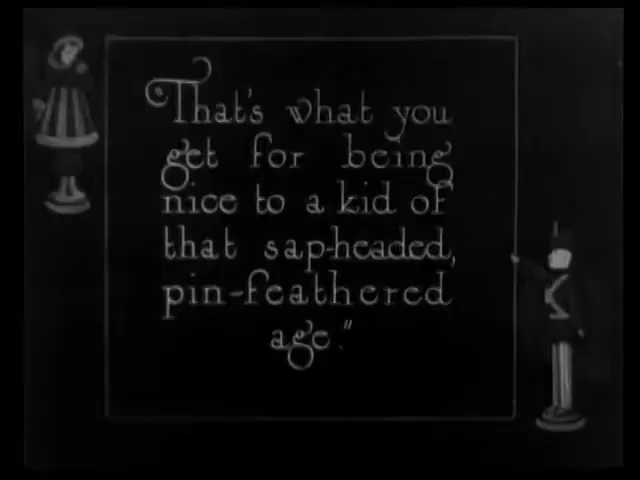 That's what you
get for being
nice to a kid of
that sap-headed,
pin-feathered
age."